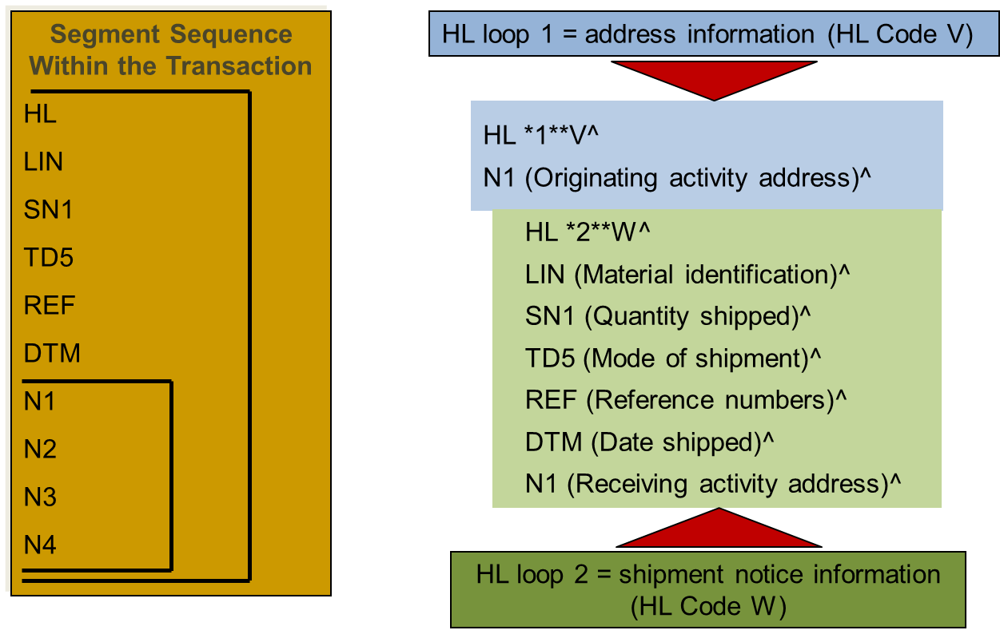 Segment Sequence
Within the Transaction
HL
LIN
SN1
TD5
REF
DTM
N1
N2
N3
N4
HL loop 1 = address information (HL Code V)
HL *1**V^
N1 (Originating activity address)^
HL *2**W^
LIN (Material identification)^
SN1 (Quantity shipped)^
TD5 (Mode of shipment)^
REF (Reference numbers)^
DTM (Date shipped)^
N1 (Receiving activity address)^
HL loop 2 = shipment notice information
(HL Code W)